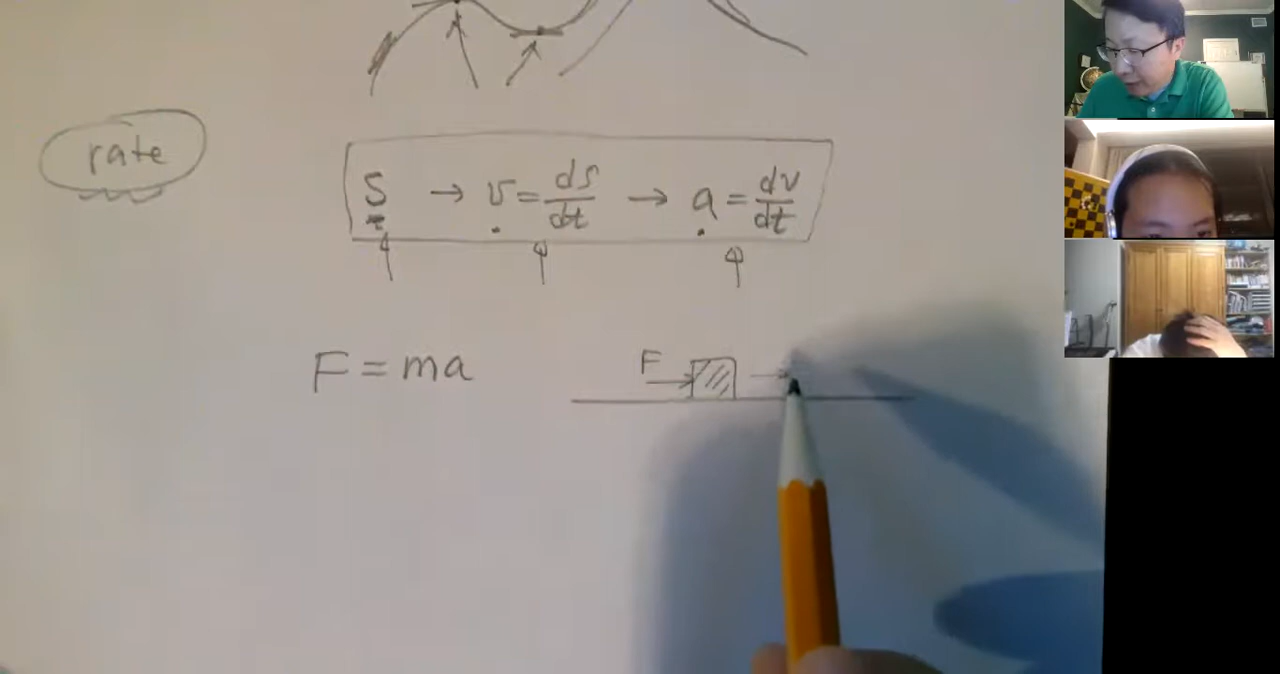 rate
S → v = ds/dt → a = dv/dt
F = ma
F